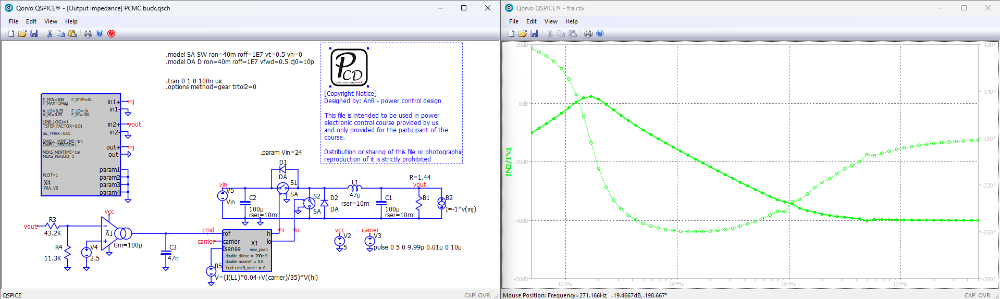 Qorvo QSPICE® - [Output Impedance] PCMC buck.qsch
File Edit View Help
.model SA SW ron=40m roff=1E7 vt=0.5 vh=0
.model DA D ron=40m roff=1E7 vfwd=0.5 cj0=10p
.tran 0 1 0 100n uic
.options method=gear trtol2=0
PCD
power control design by AnR
[Copyright Notice]
Designed by: AnR - power control design
This file is intended to be used in power
electronic control course provided by us
and only provided for the participant of the
course.
Distribution or sharing of this file or photographic
reproduction of it is strictly prohibited
F_MIN=500 F_STEP=61
F_MAX=5Meg
A_LO=0.25 F_LO=1K
A_HI=0.25 F_HI=10K
LIN0_LOG1=1
TSTEP_FACTOR=0.01
SS_TMAX=0.05
DWELL_MINTIME=1m
DWELL_PERIOD=1
MEAS_MINTIME=1m
MEAS_PERIOD=1
PLOT=1
X4
FRA_V5
in1+ inj
in1-
in2+ vout
in2-
out+ inj
out-
param1
param2
param3
param4
.param Vin=24
D1
DA
S1
SA
vin
V5
Vin
C2
100µ
rser=10m
S2
SA
D2
DA
L1
47µ
rser=10m
C1
100µ
rser=10m
R=1.44
vout
B1
B2
I=-1*v(inj)
vout
R3
43.2K
R4
11.3K
V4
2.5
vcc
Ã1
Gm=100µ
C3
47n
cmd
carrier
ref
carrier
Isense
hi
lo
X1
new_pwm
double dtime = 200e-9
double maxref = 0.8
bool cmc0_vmc1 = 0
hi
lo
B5
V=(I(L1)*0.04+V(carrier)/35)*V(hi)
vcc
V2
5
carrier
V3
pulse 0 5 0 9.99µ 0.01µ 0 10µ
QSPICE CAP OVR
Qorvo QSPICE® - fra.csv
File Edit View Help
20dB
0dB
-20dB
-40dB
-60dB
IN2/IN1
-100°
-140°
-180°
-220°
-260°
-300°
10³Hz
10⁴Hz
10⁵Hz
10⁶Hz
Mouse Position: Frequency=271.166Hz -19.4667dB,-198.667° CAP OVR